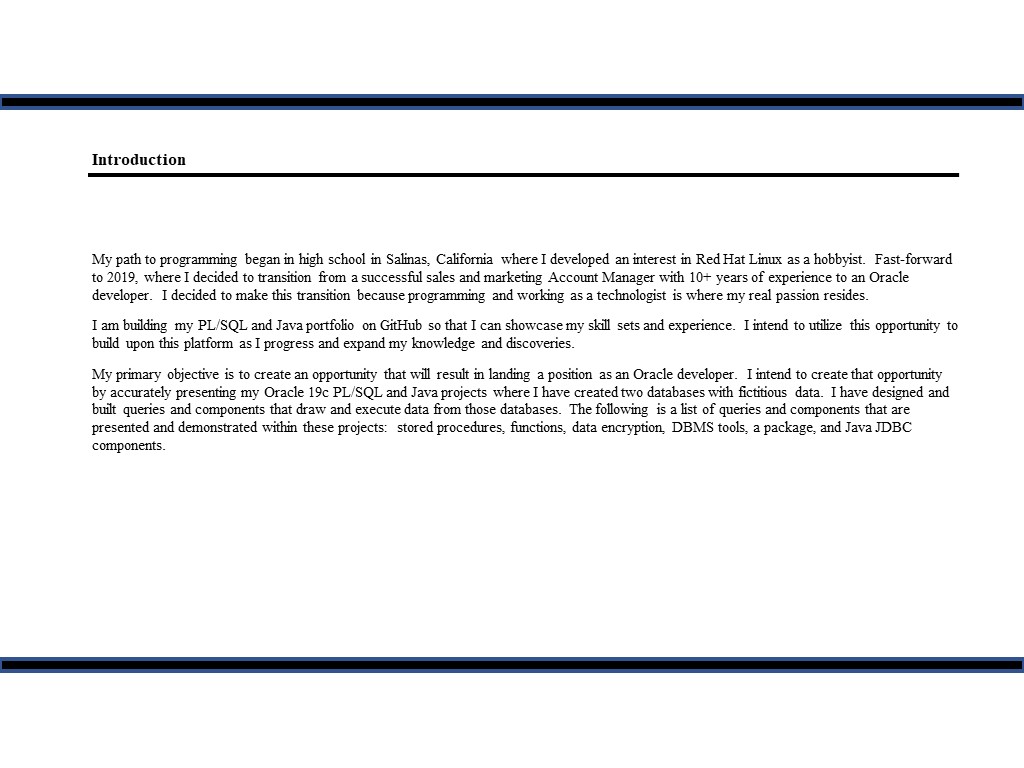 Introduction
My path to programming began in high school in Salinas, California where I developed an interest in Red Hat Linux as a hobbyist. Fast-forward
to 2019, where I decided to transition from a successful sales and marketing Account Manager with 10+ years of experience to an Oracle
developer. I decided to make this transition because programming and working as a technologist is where my real passion resides.
I am building my PL/SQL and Java portfolio on GitHub so that I can showcase my skill sets and experience. I intend to utilize this opportunity to
build upon this platform as I progress and expand my knowledge and discoveries.
My primary objective is to create an opportunity that will result in landing a position as an Oracle developer. I intend to create that opportunity
by accurately presenting my Oracle 19c PL/SQL and Java projects where I have created two databases with fictitious data. I have designed and
built queries and components that draw and execute data from those databases. The following is a list of queries and components that are
presented and demonstrated within these projects: stored procedures, functions, data encryption, DBMS tools, a package, and Java JDBC
components.